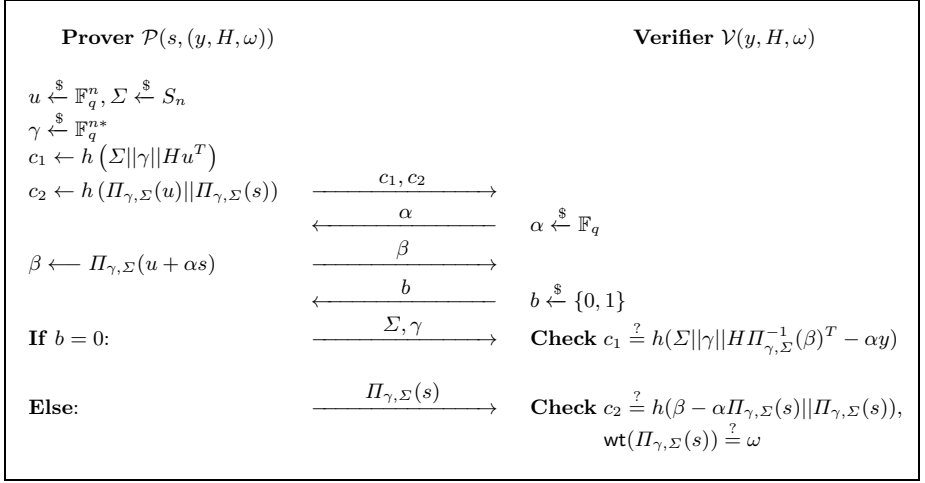 Prover 𝒫(s, (y, H, ω)) Verifier 𝒱(y, H, ω)
u ←$ 𝔽_q^n, Σ ←$ S_n
γ ←$ 𝔽_q^{n*}
c_1 ← h (Σ||γ||Hu^T)
c_2 ← h (Π_{γ,Σ}(u)||Π_{γ,Σ}(s)) c_1, c_2
α α ←$ 𝔽_q
β ⟵ Π_{γ,Σ}(u + αs) β
b b ←$ {0, 1}
If b = 0: Σ, γ Check c_1 ?= h(Σ||γ||HΠ_{γ,Σ}^{-1}(β)^T − αy)
Else: Π_{γ,Σ}(s) Check c_2 ?= h(β − αΠ_{γ,Σ}(s)||Π_{γ,Σ}(s)),
wt(Π_{γ,Σ}(s)) ?= ω